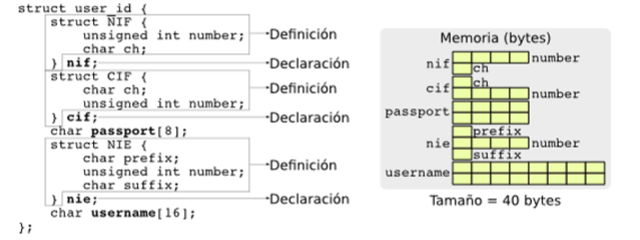 struct user_id {
struct NIF {
unsigned int number;
char ch;
} nif;
struct CIF {
char ch;
unsigned int number;
} cif;
char passport[8];
struct NIE {
char prefix;
unsigned int number;
char suffix;
} nie;
char username[16];
};
Definición
Declaración
Definición
Declaración
Definición
Declaración
Memoria (bytes)
nif
number
ch
cif
ch
number
passport
prefix
nie
number
suffix
username
Tamaño = 40 bytes